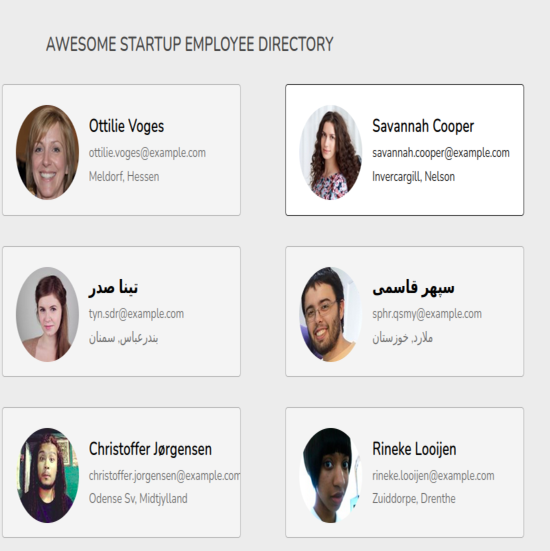 AWESOME STARTUP EMPLOYEE DIRECTORY
Ottilie Voges
ottilie.voges@example.com
Meldorf, Hessen
Savannah Cooper
savannah.cooper@example.com
Invercargill, Nelson
تینا صدر
tyn.sdr@example.com
بندرعباس, سمنان
سپهر قاسمی
sphr.qsmy@example.com
ملارد, خوزستان
Christoffer Jørgensen
christoffer.jorgensen@example.com
Odense Sv, Midtjylland
Rineke Looijen
rineke.looijen@example.com
Zuiddorpe, Drenthe